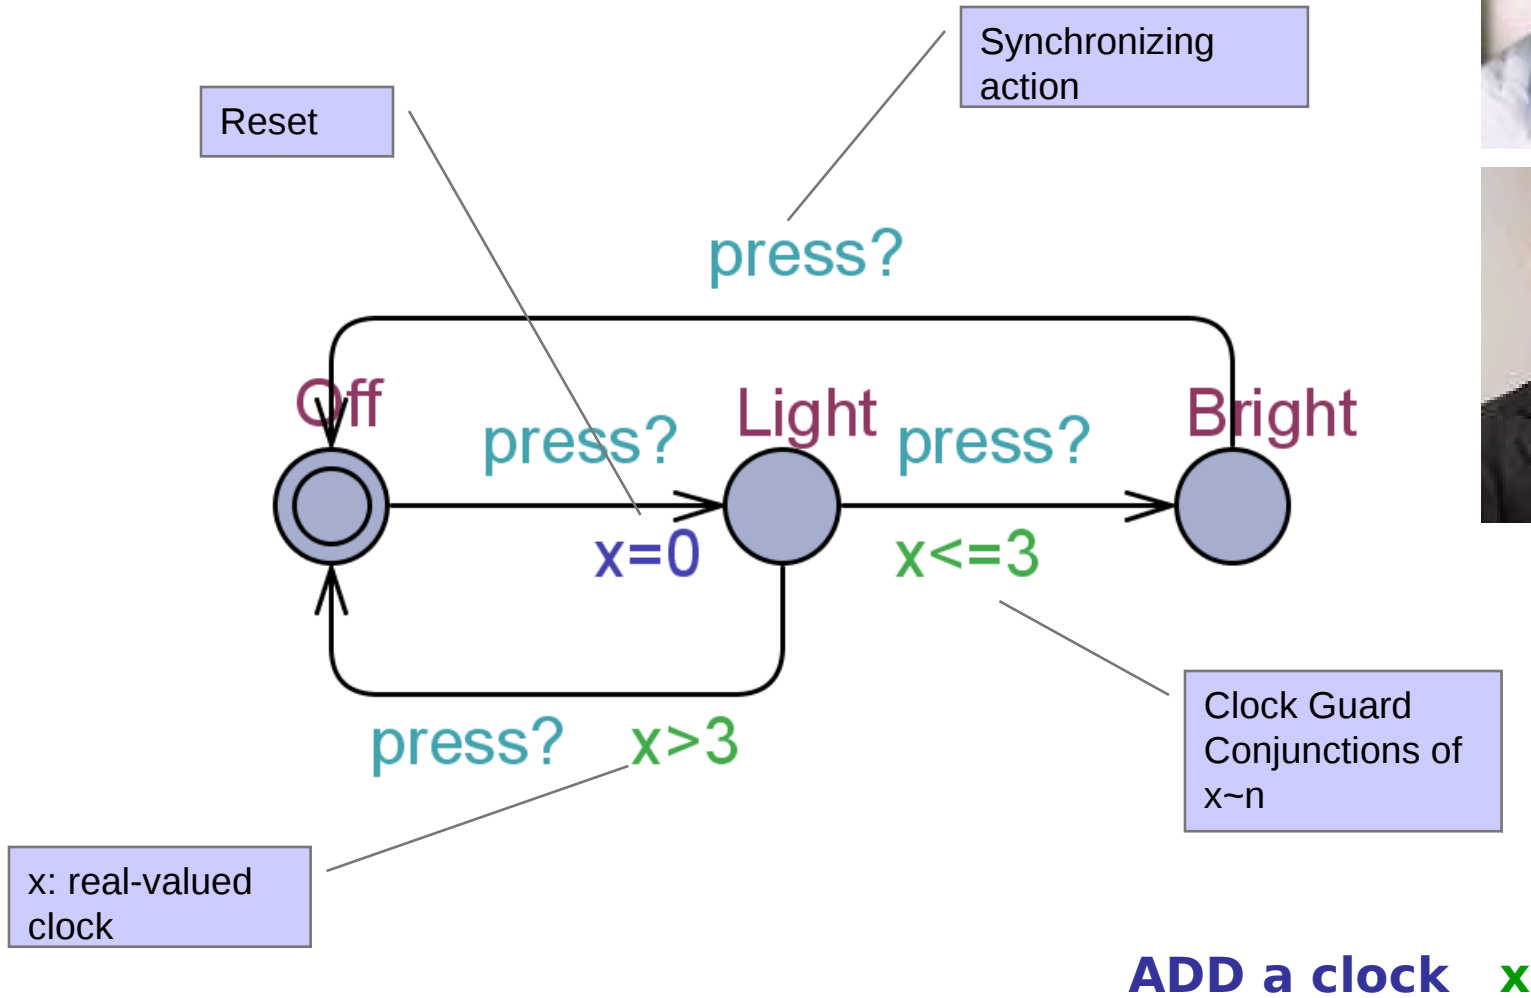 Synchronizing
action
Reset
press?
Off
Light
Bright
press?
press?
x=0
x<=3
press?
x>3
Clock Guard
Conjunctions of
x~n
x: real-valued
clock
ADD a clock x